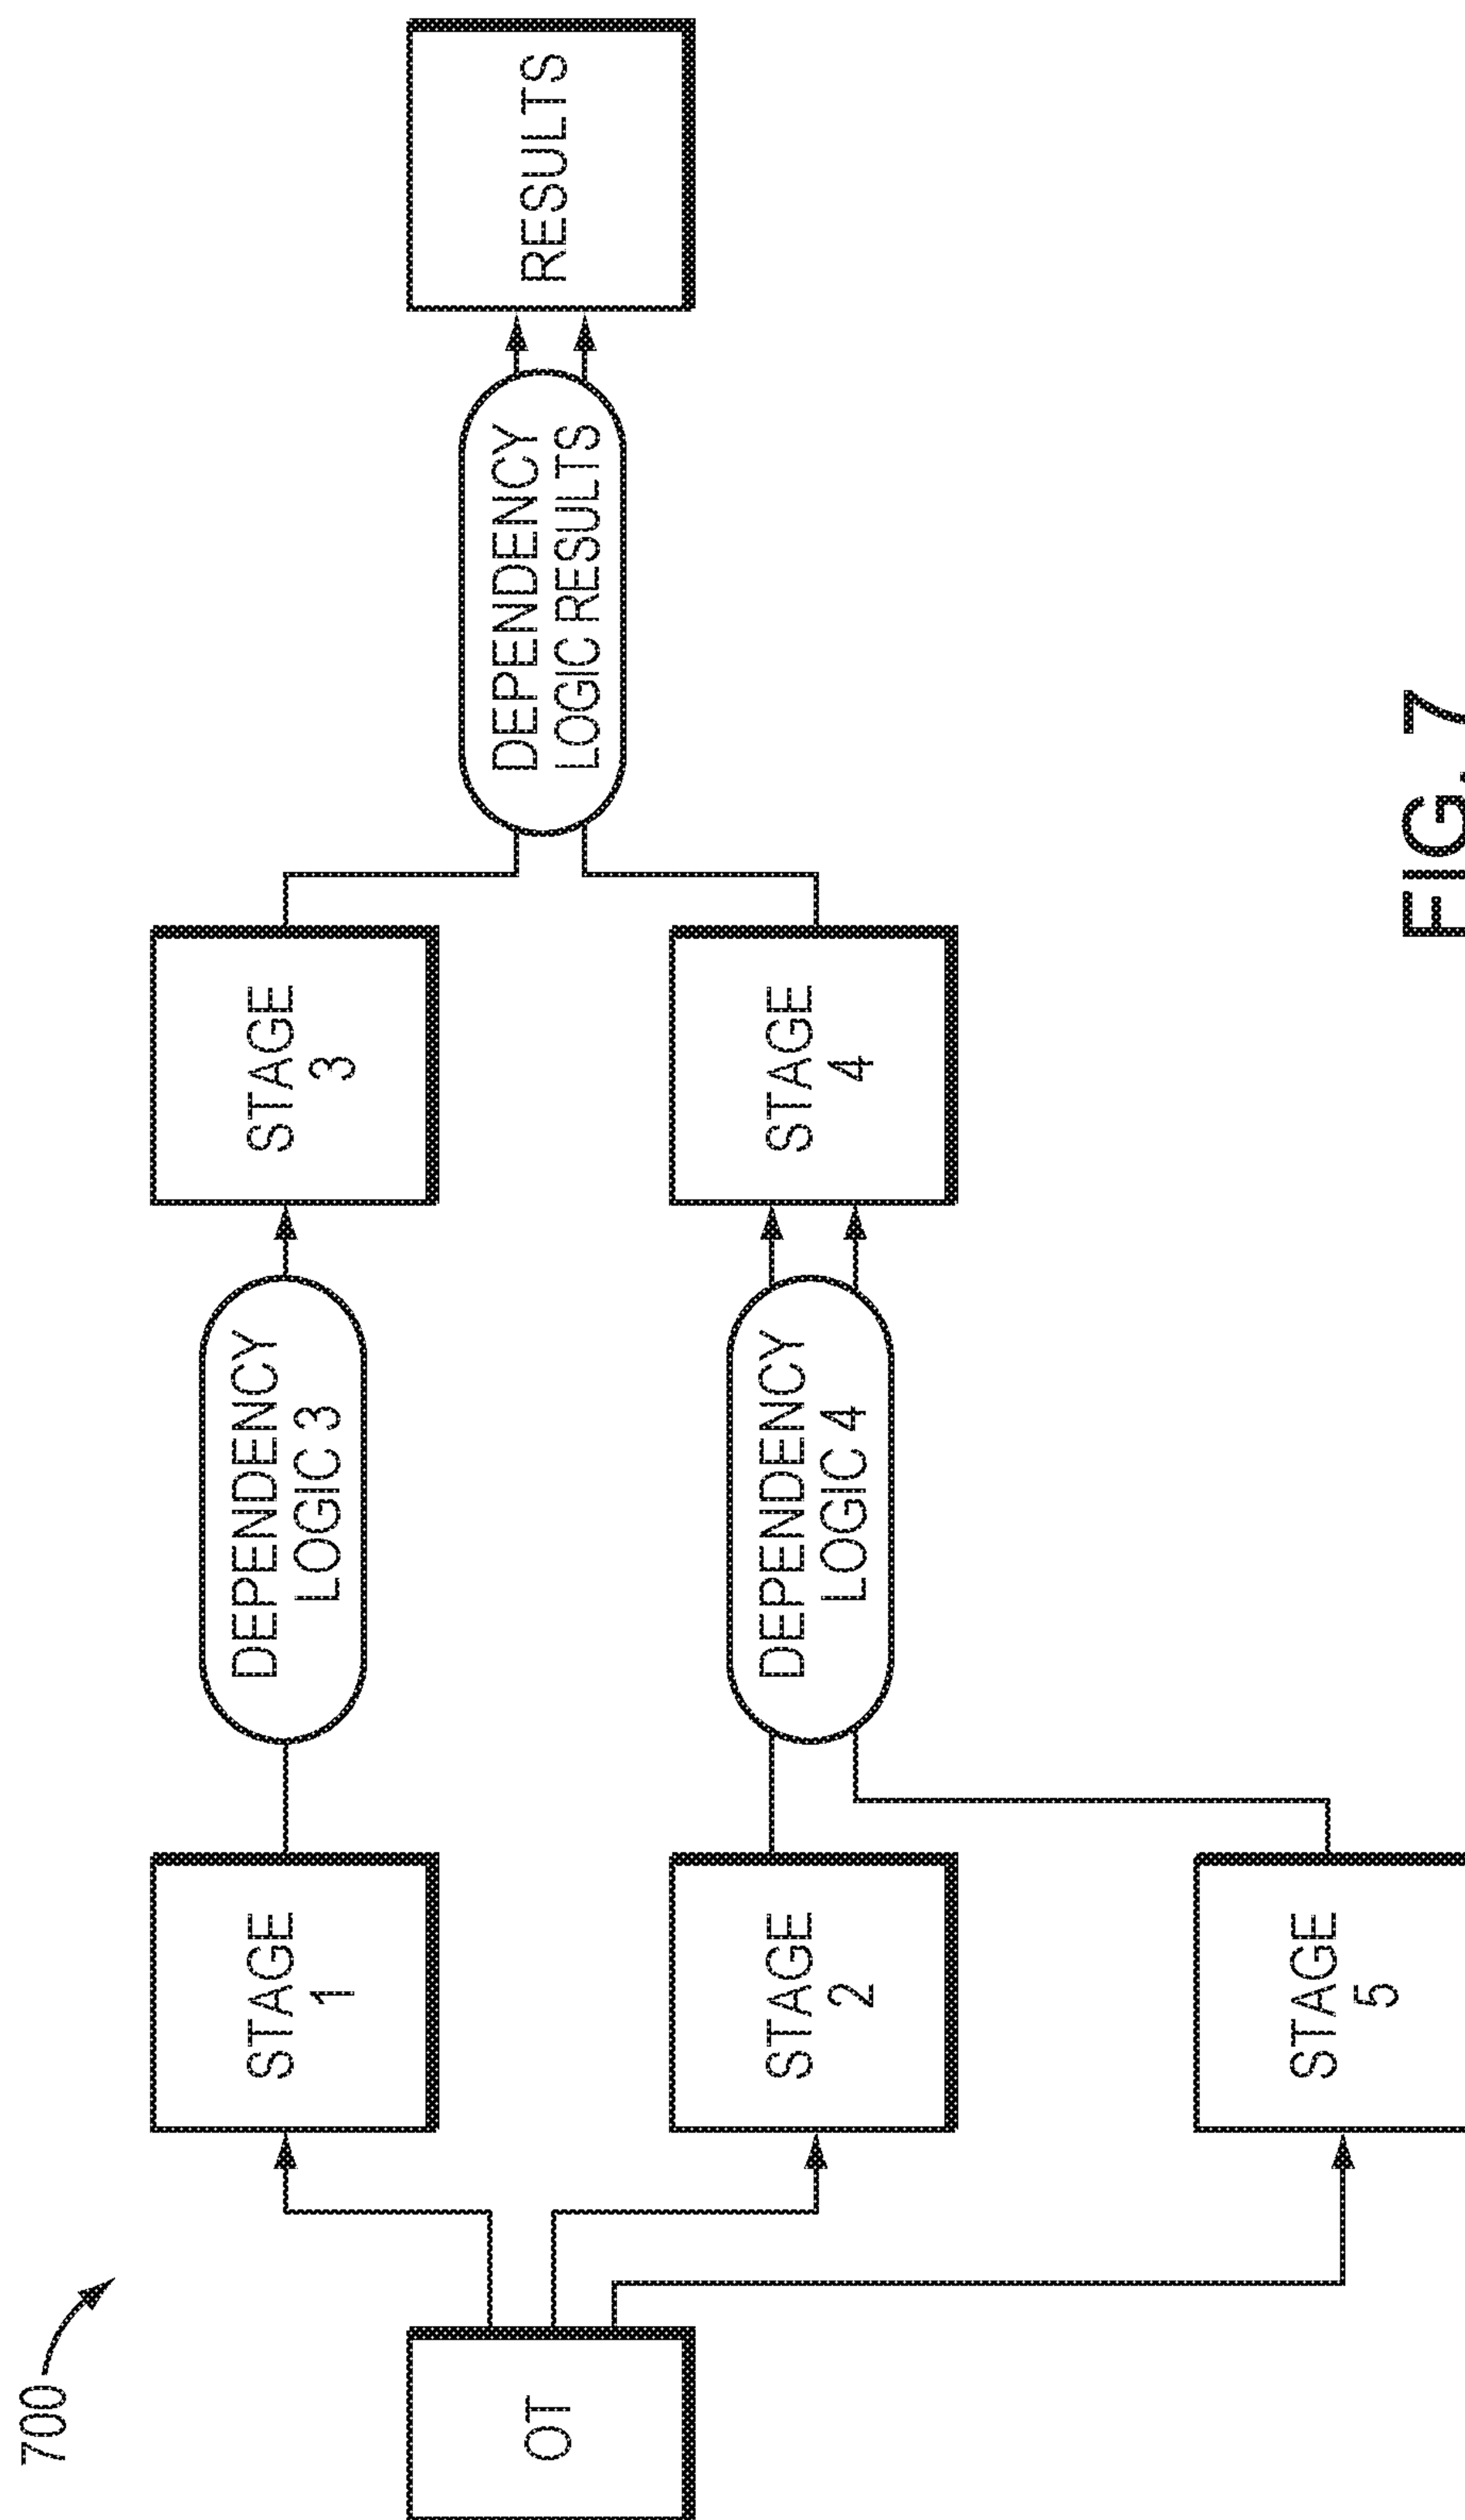 700
OT
STAGE
1
STAGE
2
STAGE
5
DEPENDENCY
LOGIC 3
DEPENDENCY
LOGIC 4
STAGE
3
STAGE
4
DEPENDENCY
LOGIC RESULTS
RESULTS
FIG. 7